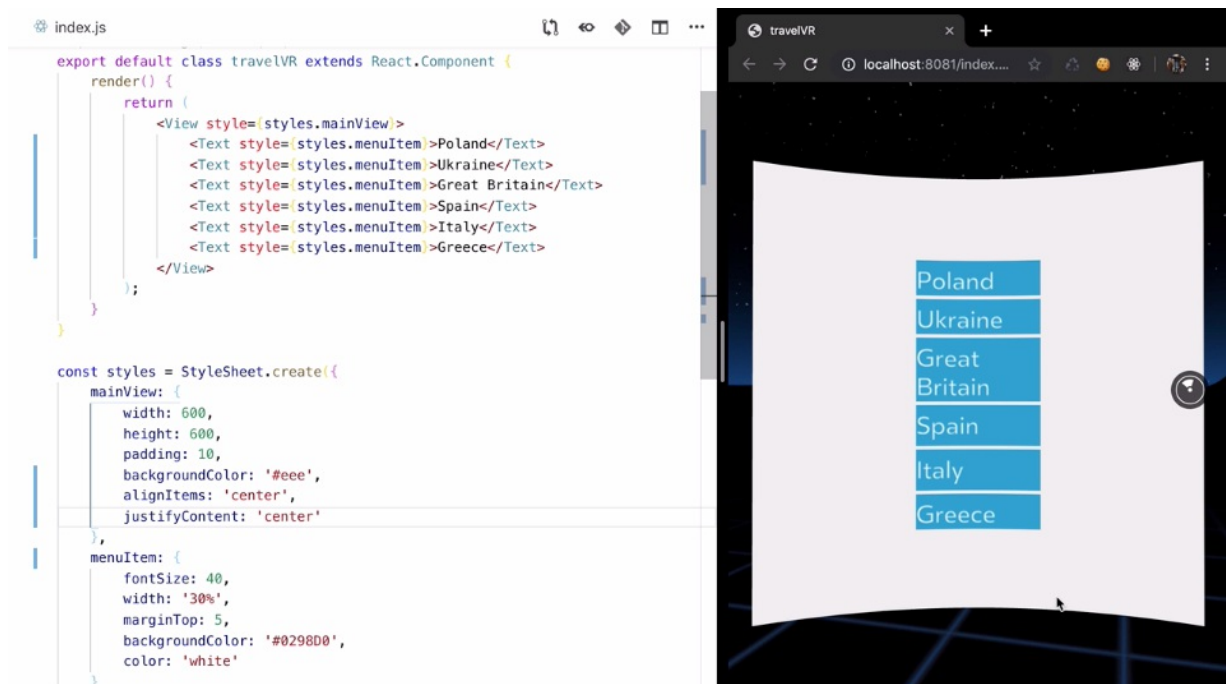 index.js
export default class travelVR extends React.Component {
render() {
return (
<View style={styles.mainView}>
<Text style={styles.menuItem}>Poland</Text>
<Text style={styles.menuItem}>Ukraine</Text>
<Text style={styles.menuItem}>Great Britain</Text>
<Text style={styles.menuItem}>Spain</Text>
<Text style={styles.menuItem}>Italy</Text>
<Text style={styles.menuItem}>Greece</Text>
</View>
);
}
}
const styles = StyleSheet.create({
mainView: {
width: 600,
height: 600,
padding: 10,
backgroundColor: '#eee',
alignItems: 'center',
justifyContent: 'center'
},
menuItem: {
fontSize: 40,
width: '30%',
marginTop: 5,
backgroundColor: '#0298D0',
color: 'white'
}
travelVR
localhost:8081/index....
Poland
Ukraine
Great
Britain
Spain
Italy
Greece